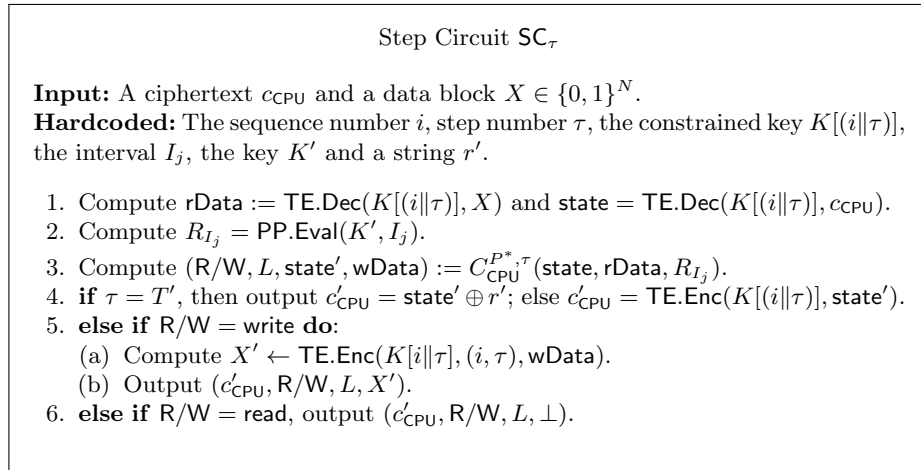 Step Circuit SC_τ
Input: A ciphertext c_CPU and a data block X ∈ {0, 1}^N.
Hardcoded: The sequence number i, step number τ, the constrained key K[(i‖τ)],
the interval I_j, the key K′ and a string r′.
1. Compute rData := TE.Dec(K[(i‖τ)], X) and state = TE.Dec(K[(i‖τ)], c_CPU).
2. Compute R_{I_j} = PP.Eval(K′, I_j).
3. Compute (R/W, L, state′, wData) := C_CPU^{P*,τ}(state, rData, R_{I_j}).
4. if τ = T′, then output c′_CPU = state′ ⊕ r′; else c′_CPU = TE.Enc(K[(i‖τ)], state′).
5. else if R/W = write do:
(a) Compute X′ ← TE.Enc(K[i‖τ], (i, τ), wData).
(b) Output (c′_CPU, R/W, L, X′).
6. else if R/W = read, output (c′_CPU, R/W, L, ⊥).